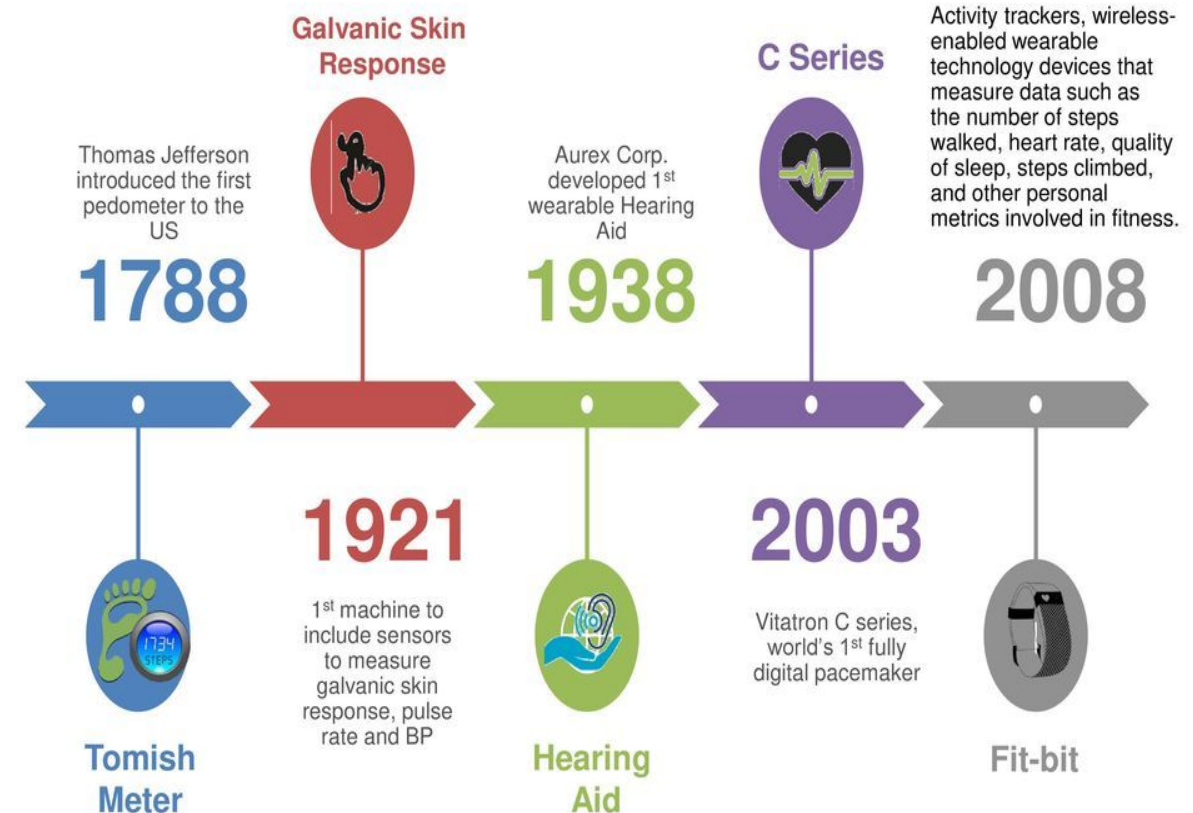 Galvanic Skin
Response
Thomas Jefferson
introduced the first
pedometer to the
US
1788
Aurex Corp.
developed 1st
wearable Hearing
Aid
1938
C Series
Activity trackers, wireless-
enabled wearable
technology devices that
measure data such as
the number of steps
walked, heart rate, quality
of sleep, steps climbed,
and other personal
metrics involved in fitness.
2008
1734
STEPS
Tomish
Meter
1921
1st machine to
include sensors
to measure
galvanic skin
response, pulse
rate and BP
Hearing
Aid
2003
Vitatron C series,
world's 1st fully
digital pacemaker
Fit-bit